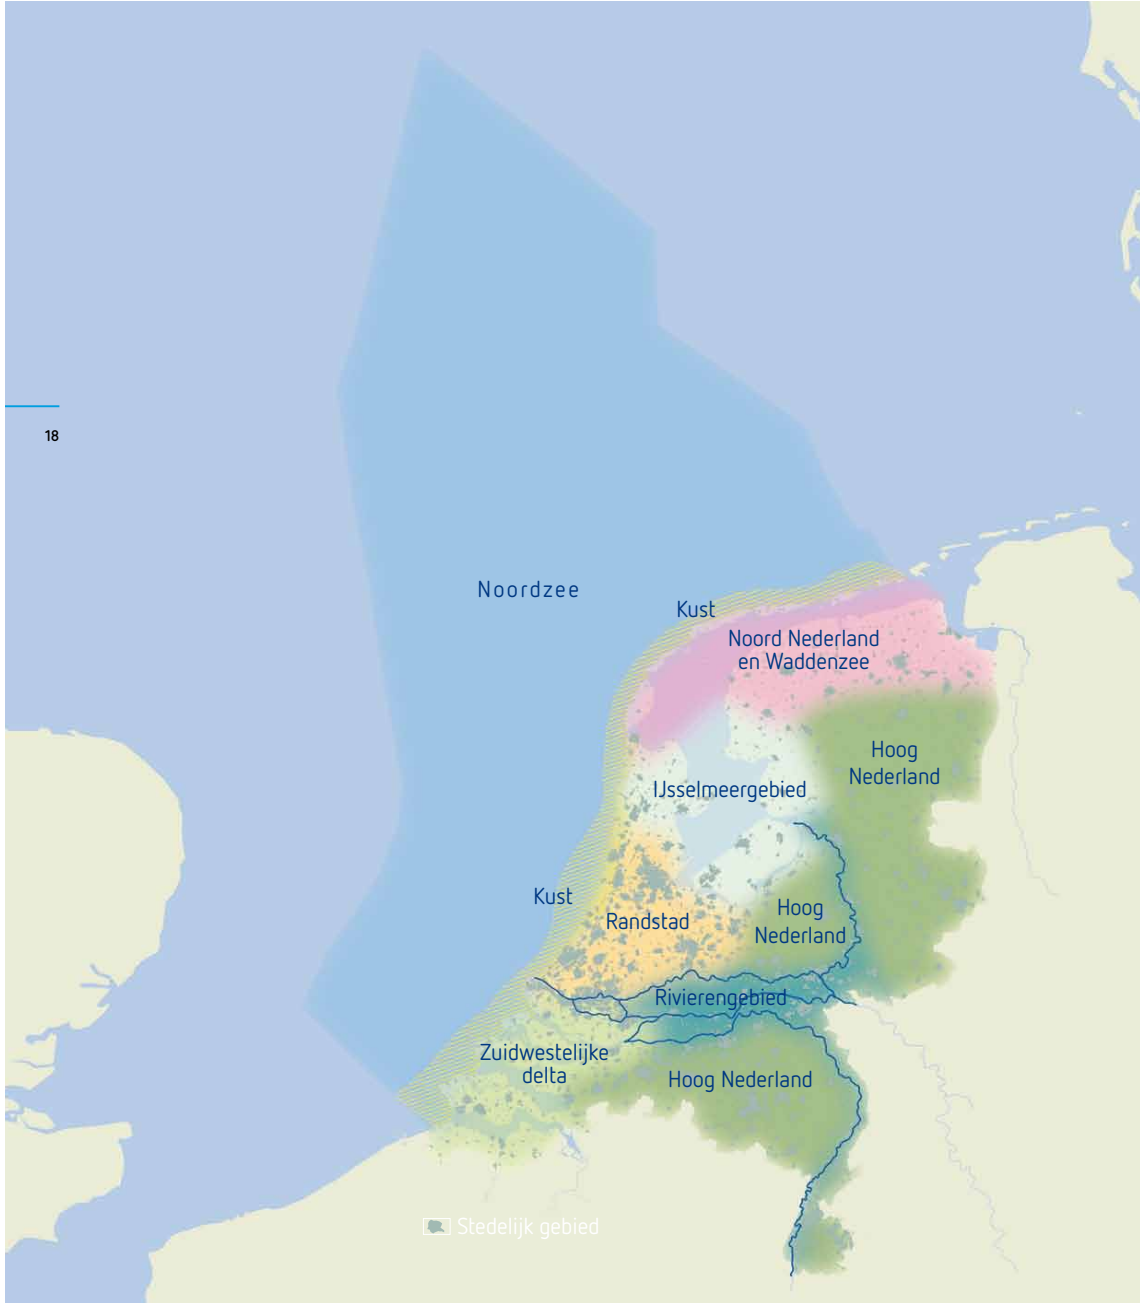 18
Noordzee
Kust
Noord Nederland
en Waddenzee
Hoog
Nederland
IJsselmeergebied
Kust
Randstad
Hoog
Nederland
Rivierengebied
Zuidwestelijke
delta
Hoog Nederland
Stedelijk gebied